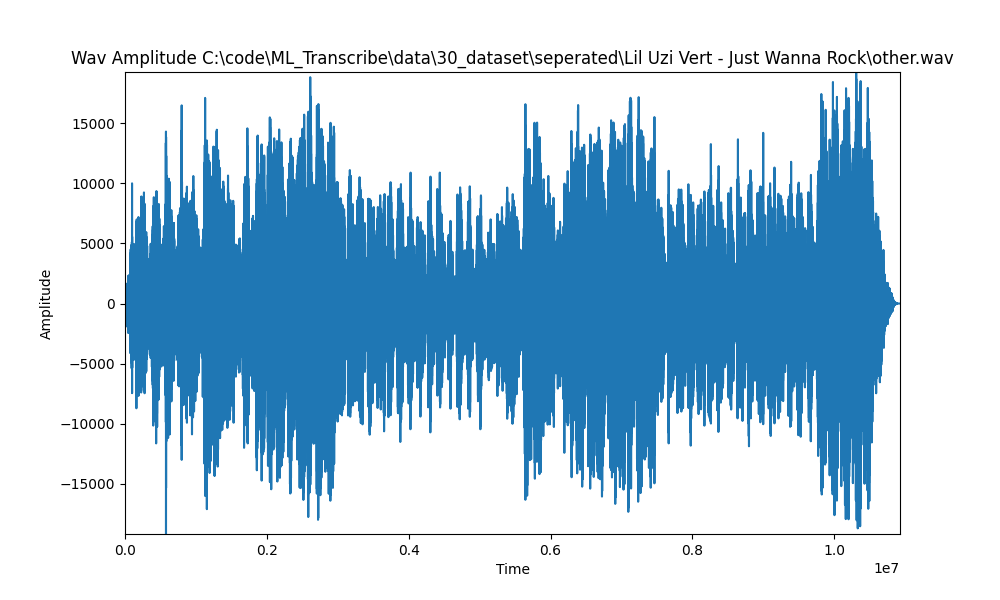 Wav Amplitude C:\code\ML_Transcribe\data\30_dataset\seperated\Lil Uzi Vert - Just Wanna Rock\other.wav
15000
10000
5000
0
−5000
−10000
−15000
Amplitude
0.0 0.2 0.4 0.6 0.8 1.0
1e7
Time